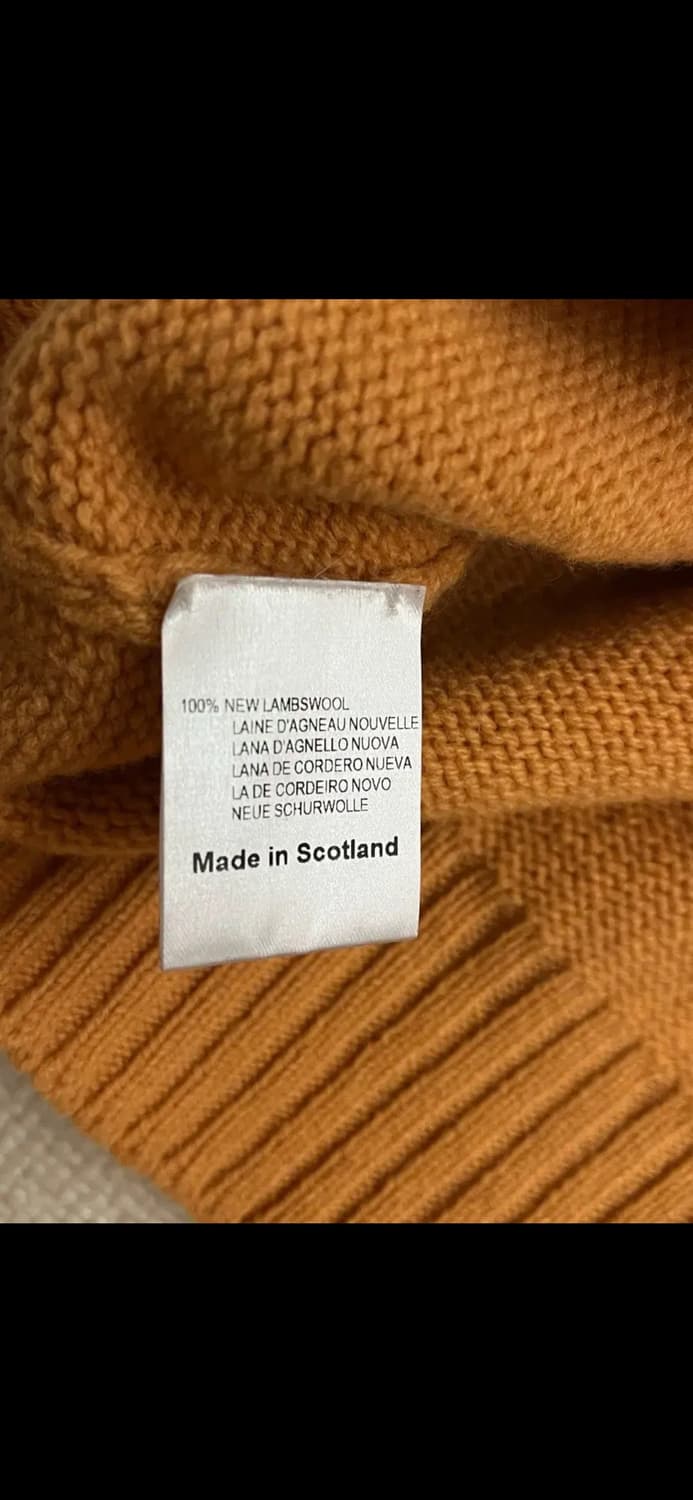 100% NEW LAMBSWOOL
LAINE D'AGNEAU NOUVELLE
LANA D'AGNELLO NUOVA
LANA DE CORDERO NUEVA
LA DE CORDEIRO NOVO
NEUE SCHURWOLLE
Made in Scotland